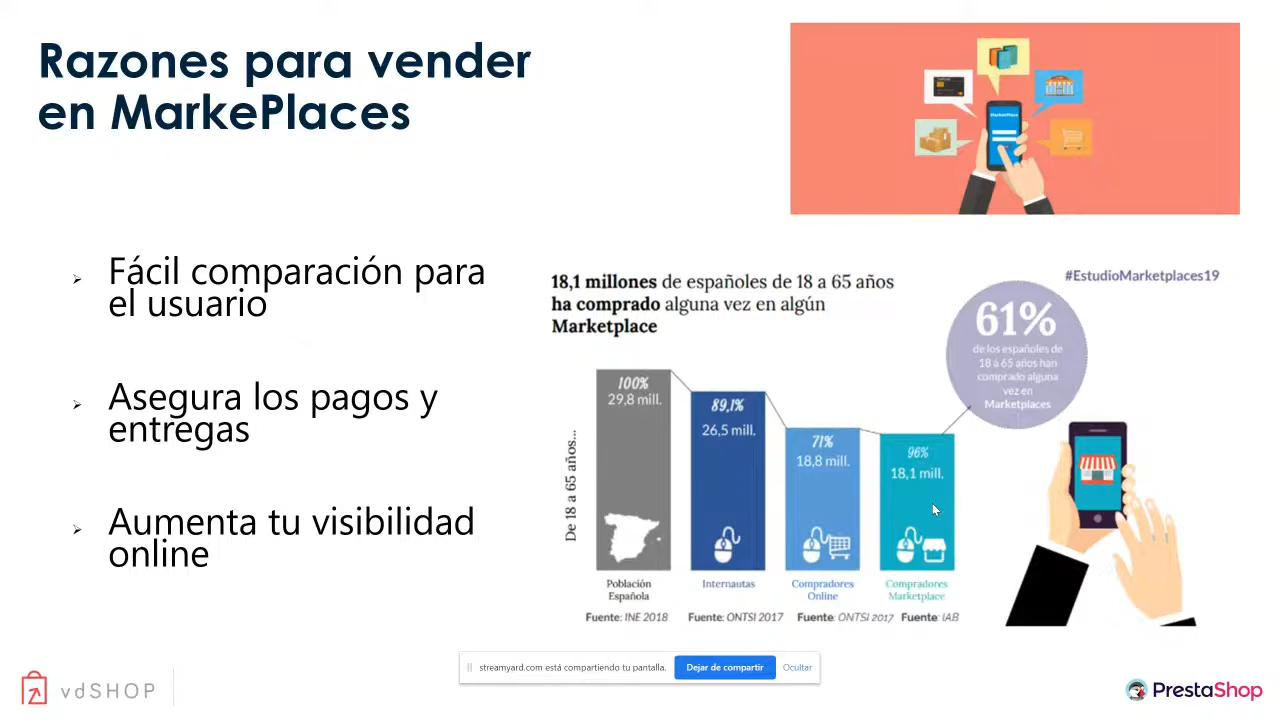 Razones para vender
en MarkePlaces
MarketPlace
Fácil comparación para
el usuario
Asegura los pagos y
entregas
Aumenta tu visibilidad
online
18,1 millones de españoles de 18 a 65 años
ha comprado alguna vez en algún
Marketplace
#EstudioMarketplaces19
61%
de los españoles de
18 a 65 años han
comprado alguna
vez en
Marketplaces
De 18 a 65 años...
100%
29,8 mill.
89,1%
26,5 mill.
71%
18,8 mill.
96%
18,1 mill.
Población
Española
Internautas
Compradores
Online
Compradores
Marketplace
Fuente: INE 2018
Fuente: ONTSI 2017
Fuente: ONTSI 2017
Fuente: IAB
streamyard.com está compartiendo tu pantalla.
Dejar de compartir
Ocultar
vdSHOP
PrestaShop